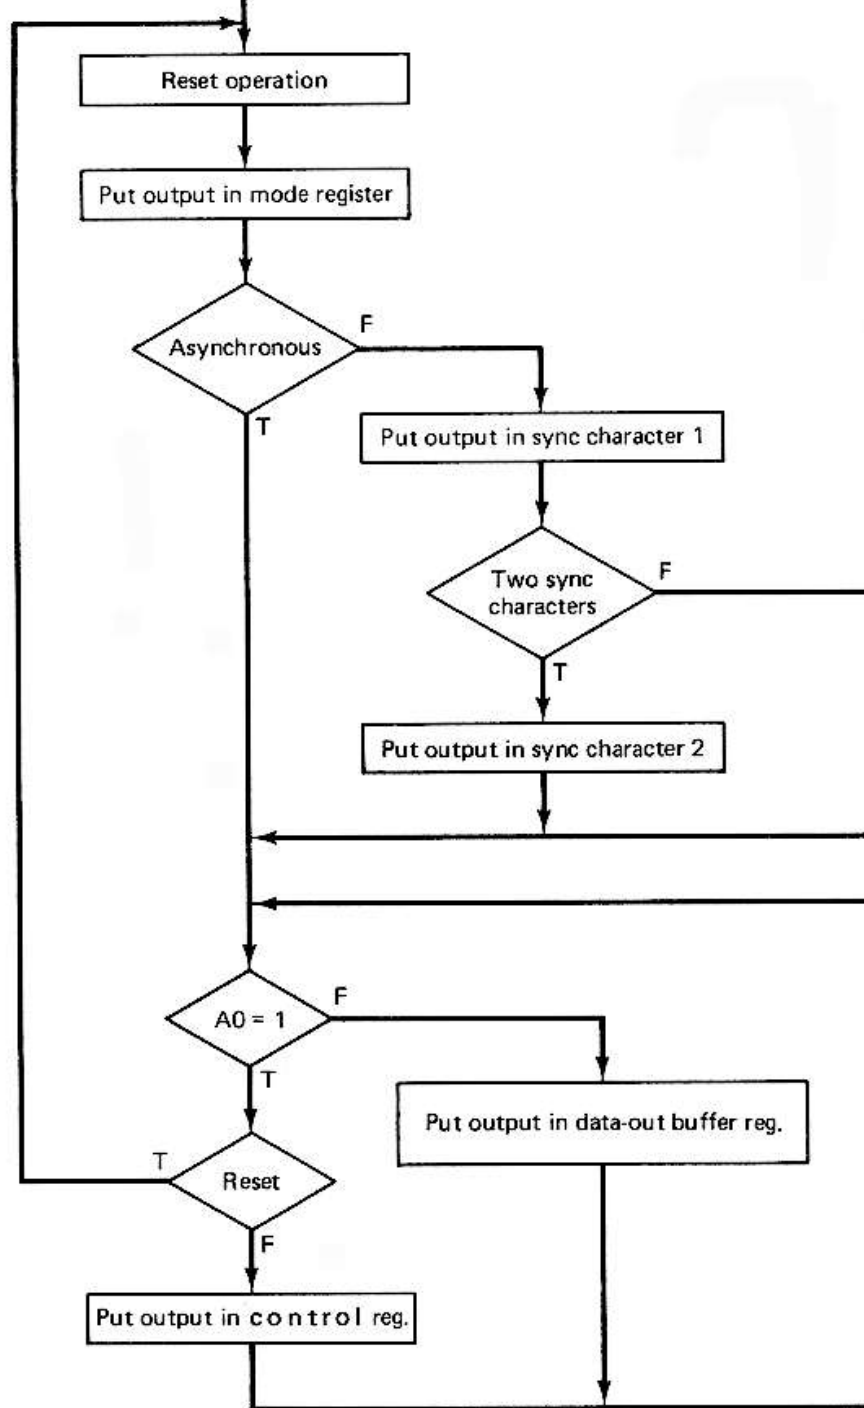 Reset operation
Put output in mode register
Asynchronous
F
T
Put output in sync character 1
Two sync
characters
F
T
Put output in sync character 2
A0 = 1
F
T
Put output in data-out buffer reg.
T
Reset
F
Put output in control reg.